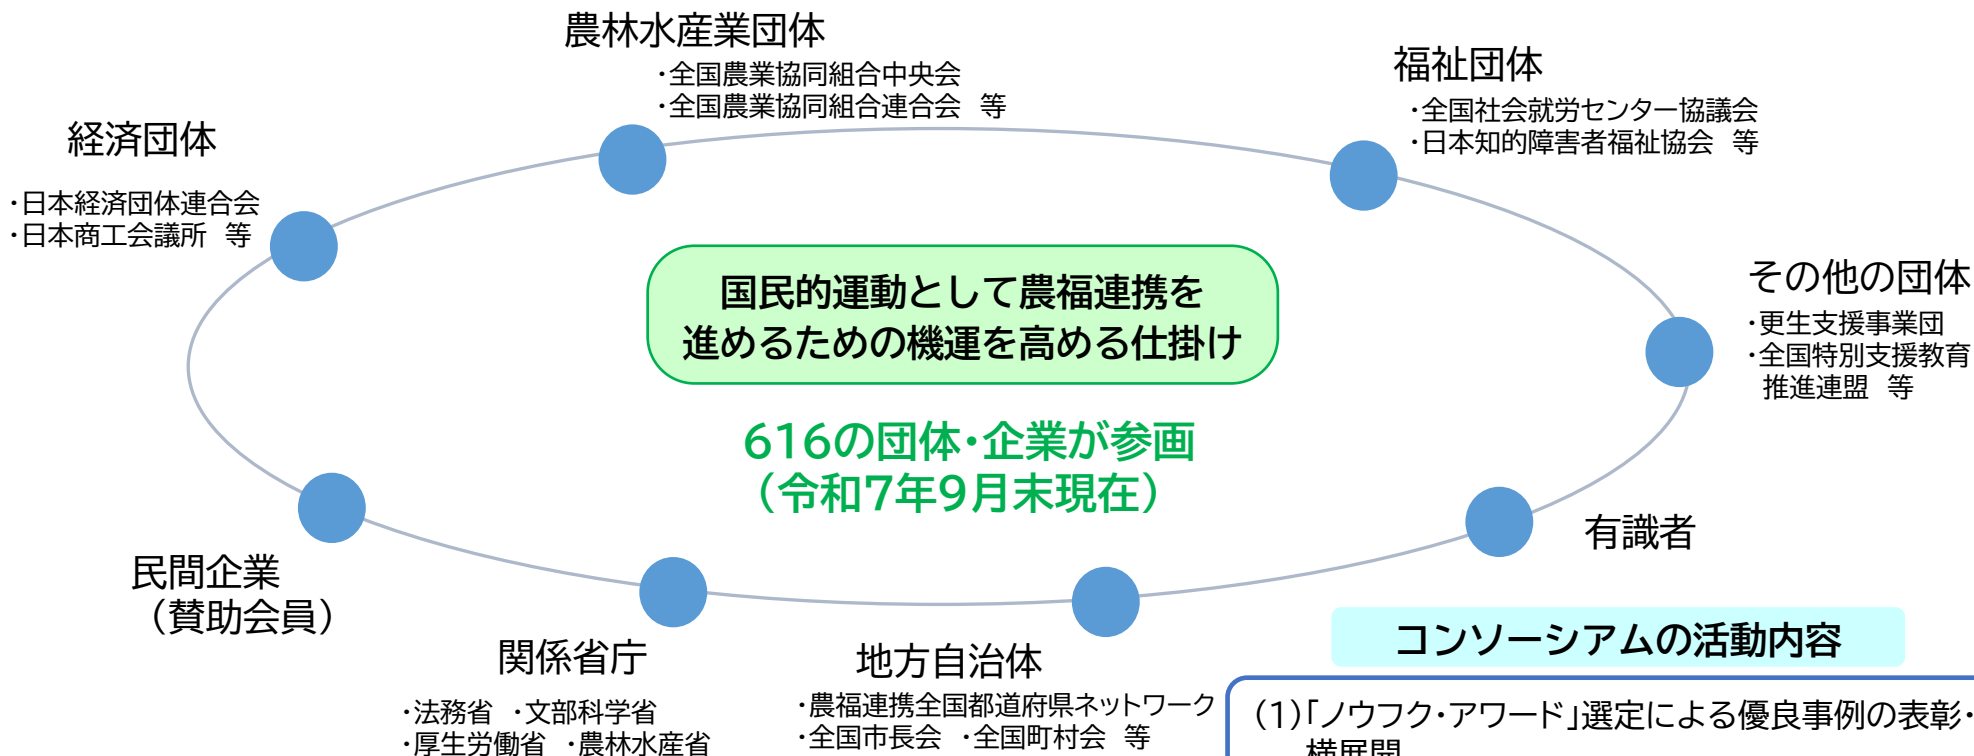 農林水産業団体
・全国農業協同組合中央会
・全国農業協同組合連合会　等
福祉団体
・全国社会就労センター協議会
・日本知的障害者福祉協会　等
経済団体
・日本経済団体連合会
・日本商工会議所　等
その他の団体
・更生支援事業団
・全国特別支援教育
推進連盟　等
国民的運動として農福連携を
進めるための機運を高める仕掛け
616の団体・企業が参画
（令和7年9月末現在）
有識者
民間企業
（賛助会員）
関係省庁
・法務省　・文部科学省
・厚生労働省　・農林水産省
地方自治体
・農福連携全国都道府県ネットワーク
・全国市長会　・全国町村会　等
コンソーシアムの活動内容
（1）「ノウフク・アワード」選定による優良事例の表彰・
横展開